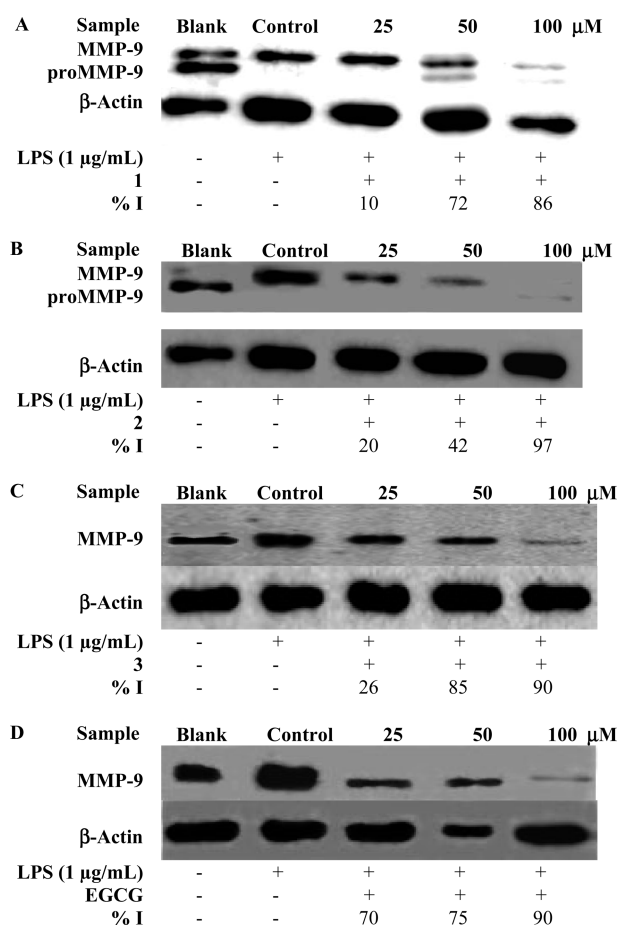 A Sample Blank Control 25 50 100 μM
MMP-9
proMMP-9
β-Actin
LPS (1 μg/mL) - + + + +
1 - - + + +
% I - - 10 72 86
B Sample Blank Control 25 50 100 μM
MMP-9
proMMP-9
β-Actin
LPS (1 μg/mL) - + + + +
2 - - + + +
% I - - 20 42 97
C Sample Blank Control 25 50 100 μM
MMP-9
β-Actin
LPS (1 μg/mL) - + + + +
3 - - + + +
% I - - 26 85 90
D Sample Blank Control 25 50 100 μM
MMP-9
β-Actin
LPS (1 μg/mL) - + + + +
EGCG - - + + +
% I - - 70 75 90